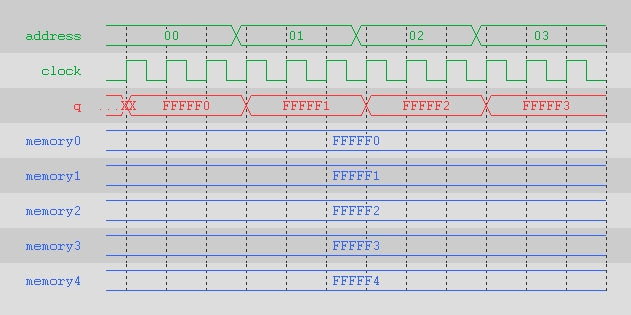 address 00 01 02 03
clock
q ...XX FFFFF0 FFFFF1 FFFFF2 FFFFF3
memory0 FFFFF0
memory1 FFFFF1
memory2 FFFFF2
memory3 FFFFF3
memory4 FFFFF4